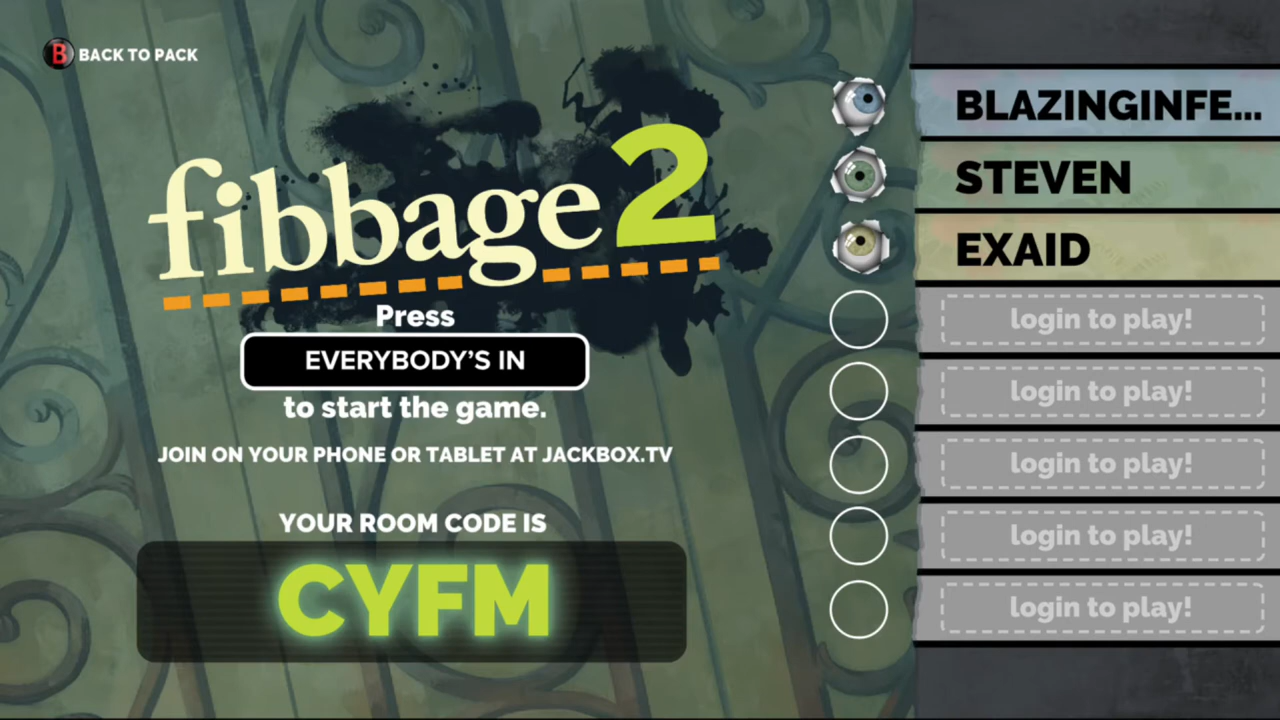 B BACK TO PACK
fibbage 2
Press
EVERYBODY'S IN
to start the game.
JOIN ON YOUR PHONE OR TABLET AT JACKBOX.TV
YOUR ROOM CODE IS
CYFM
BLAZINGINFE...
STEVEN
EXAID
login to play!
login to play!
login to play!
login to play!
login to play!